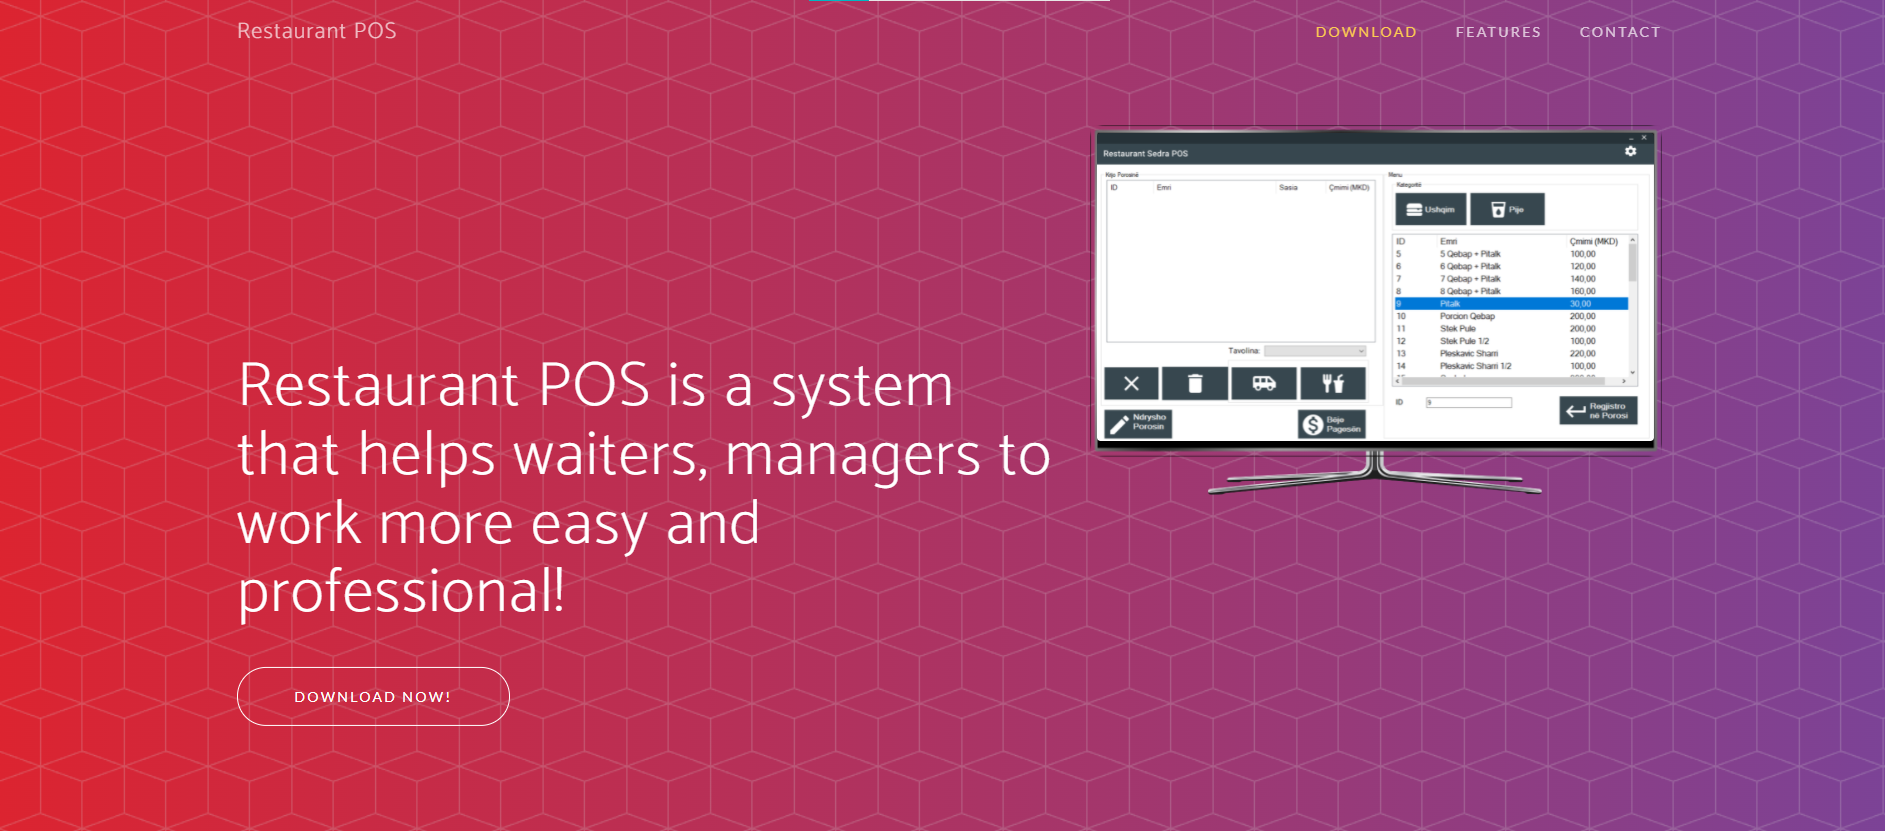 Restaurant POS
DOWNLOAD FEATURES CONTACT
Restaurant POS is a system
that helps waiters, managers to
work more easy and
professional!
DOWNLOAD NOW!
Restaurant Sedra POS
ID Emri Sasia Çmimi (MKD)
Tavolina:
Ndrysho
Porosin
Bëje
Pagesën
Menu
Kategoritë
Ushqim Pije
ID Emri Çmimi (MKD)
5 5 Qebap + Pitalk 100,00
6 6 Qebap + Pitalk 120,00
7 7 Qebap + Pitalk 140,00
8 8 Qebap + Pitalk 160,00
9 Pitalk 30,00
10 Porcion Qebap 200,00
11 Stek Pule 200,00
12 Stek Pule 1/2 100,00
13 Pleskavic Sharri 220,00
14 Pleskavic Sharri 1/2 100,00
ID 9
Regjistro
në Porosi